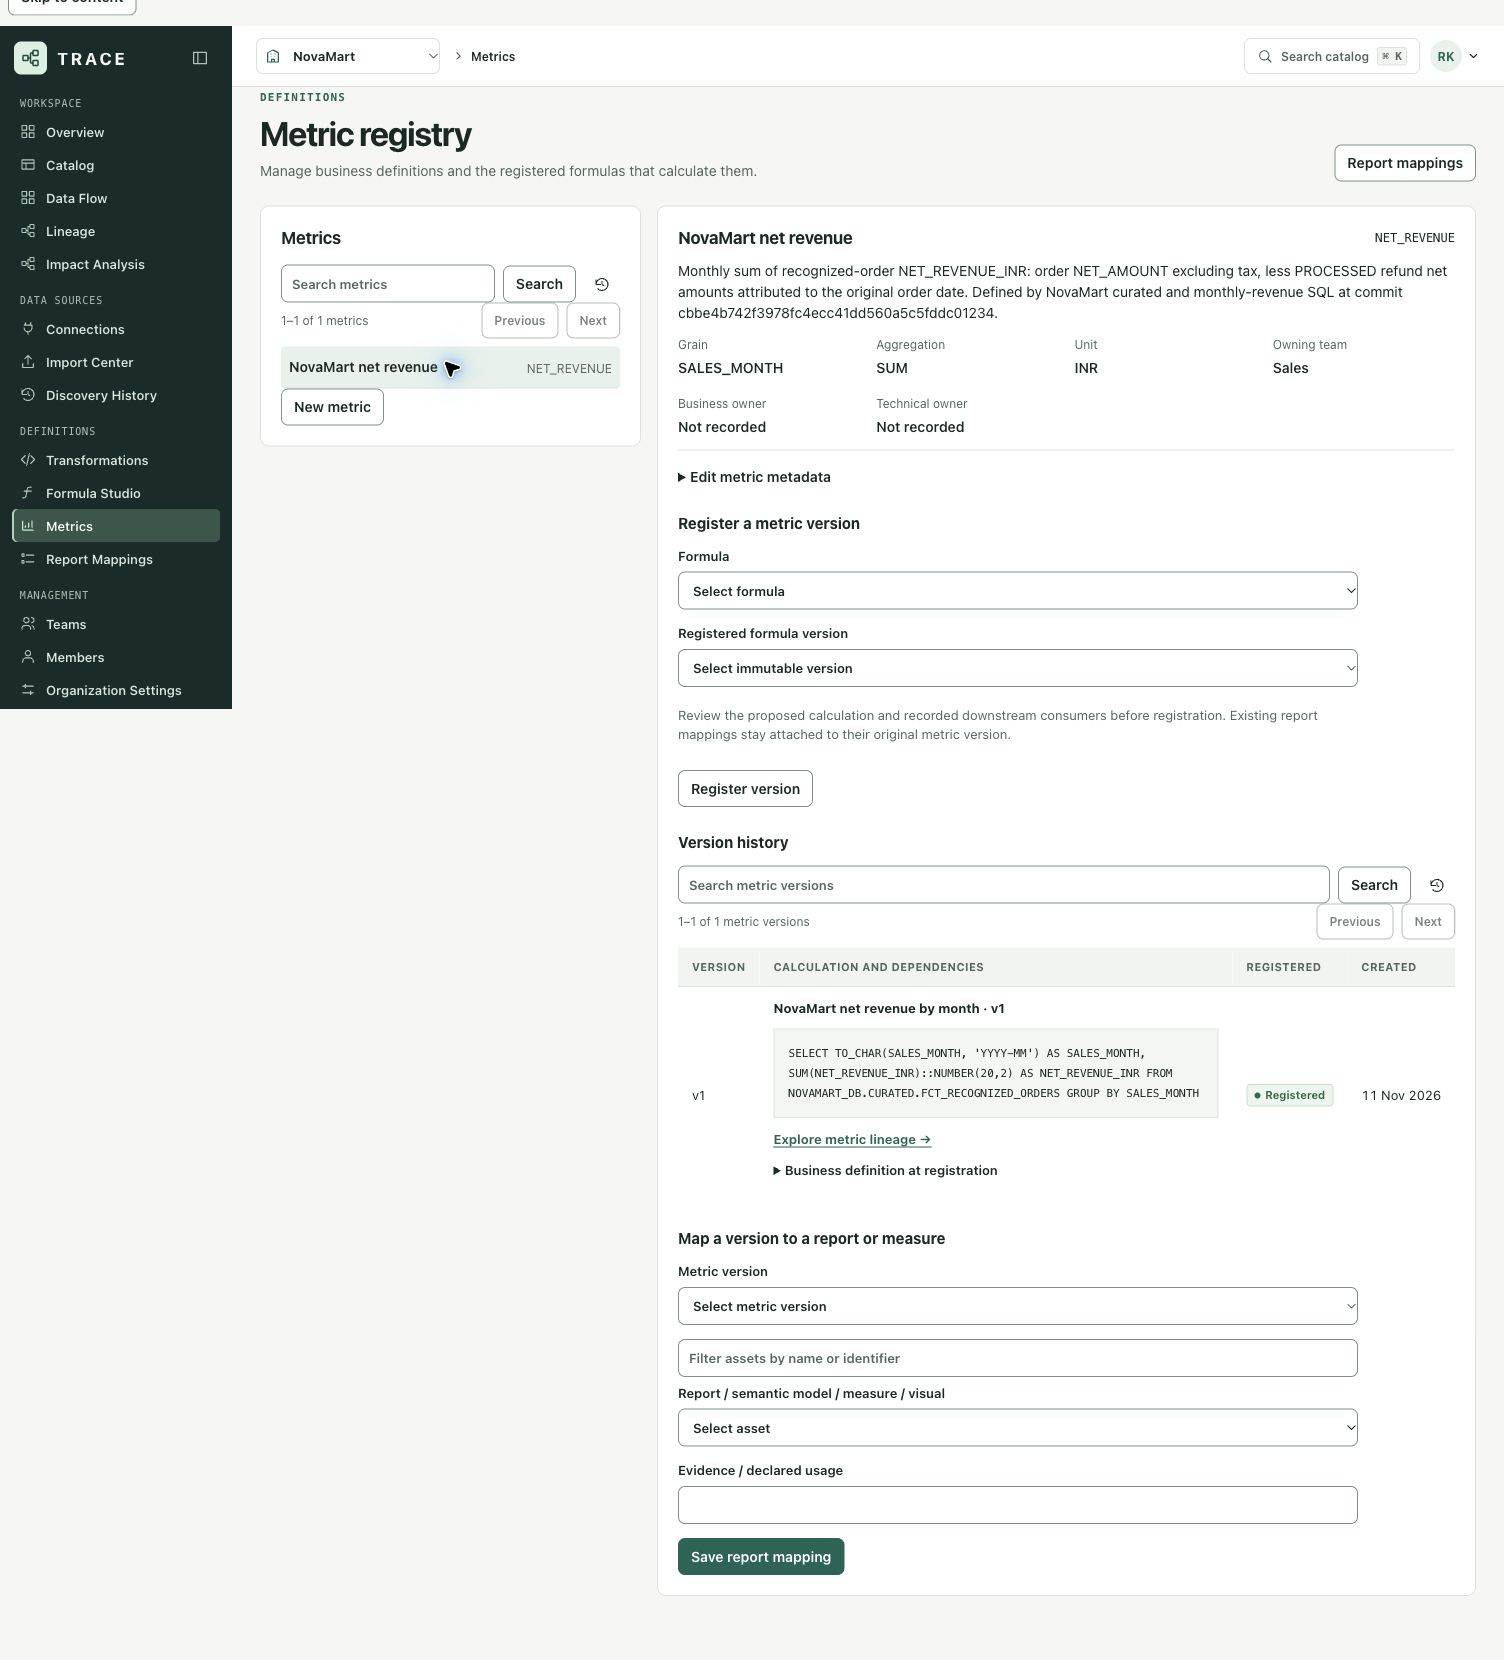 Skip to content
TRACE
NovaMart
Metrics
Search catalog
⌘ K
RK
WORKSPACE
Overview
Catalog
Data Flow
Lineage
Impact Analysis
DATA SOURCES
Connections
Import Center
Discovery History
DEFINITIONS
Transformations
Formula Studio
Metrics
Report Mappings
MANAGEMENT
Teams
Members
Organization Settings
DEFINITIONS
Metric registry
Manage business definitions and the registered formulas that calculate them.
Report mappings
Metrics
Search metrics
Search
1–1 of 1 metrics
Previous
Next
NovaMart net revenue
NET_REVENUE
New metric
NovaMart net revenue
NET_REVENUE
Monthly sum of recognized-order NET_REVENUE_INR: order NET_AMOUNT excluding tax, less PROCESSED refund net
amounts attributed to the original order date. Defined by NovaMart curated and monthly-revenue SQL at commit
cbbe4b742f3978fc4ecc41dd560a5c5fddc01234.
Grain
Aggregation
Unit
Owning team
SALES_MONTH
SUM
INR
Sales
Business owner
Technical owner
Not recorded
Not recorded
Edit metric metadata
Register a metric version
Formula
Select formula
Registered formula version
Select immutable version
Review the proposed calculation and recorded downstream consumers before registration. Existing report
mappings stay attached to their original metric version.
Register version
Version history
Search metric versions
Search
1–1 of 1 metric versions
Previous
Next
VERSION
CALCULATION AND DEPENDENCIES
REGISTERED
CREATED
NovaMart net revenue by month · v1
SELECT TO_CHAR(SALES_MONTH, 'YYYY-MM') AS SALES_MONTH,
SUM(NET_REVENUE_INR)::NUMBER(20,2) AS NET_REVENUE_INR FROM
NOVAMART_DB.CURATED.FCT_RECOGNIZED_ORDERS GROUP BY SALES_MONTH
v1
Registered
11 Nov 2026
Explore metric lineage →
Business definition at registration
Map a version to a report or measure
Metric version
Select metric version
Filter assets by name or identifier
Report / semantic model / measure / visual
Select asset
Evidence / declared usage
Save report mapping